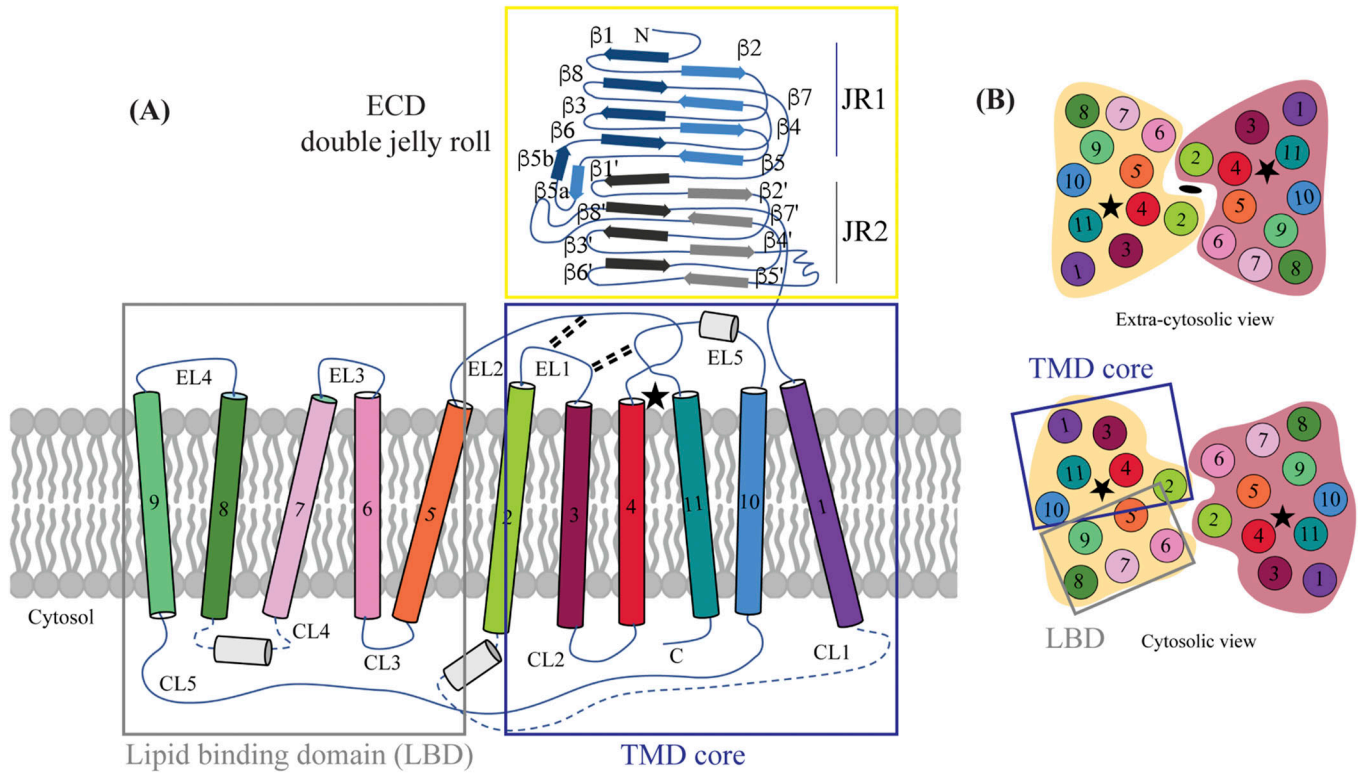 (A)
ECD
double jelly roll
β1
N
β2
β8
β7
β3
β4
β6
β5b
β5
β5a
β1'
β2'
β8'
β7'
β3'
β4'
β6'
β5'
JR1
JR2
EL4
EL3
EL2
EL1
EL5
9
8
7
6
5
2
3
4
11
10
1
Cytosol
CL5
CL4
CL3
CL2
C
CL1
Lipid binding domain (LBD)
TMD core
(B)
8
7
6
9
5
10
2
4
11
2
3
1
1
3
2
11
4
10
5
6
9
7
8
Extra-cytosolic view
TMD core
1
3
11
4
2
10
5
9
6
7
8
8
7
6
9
5
10
2
4
11
3
1
LBD
Cytosolic view